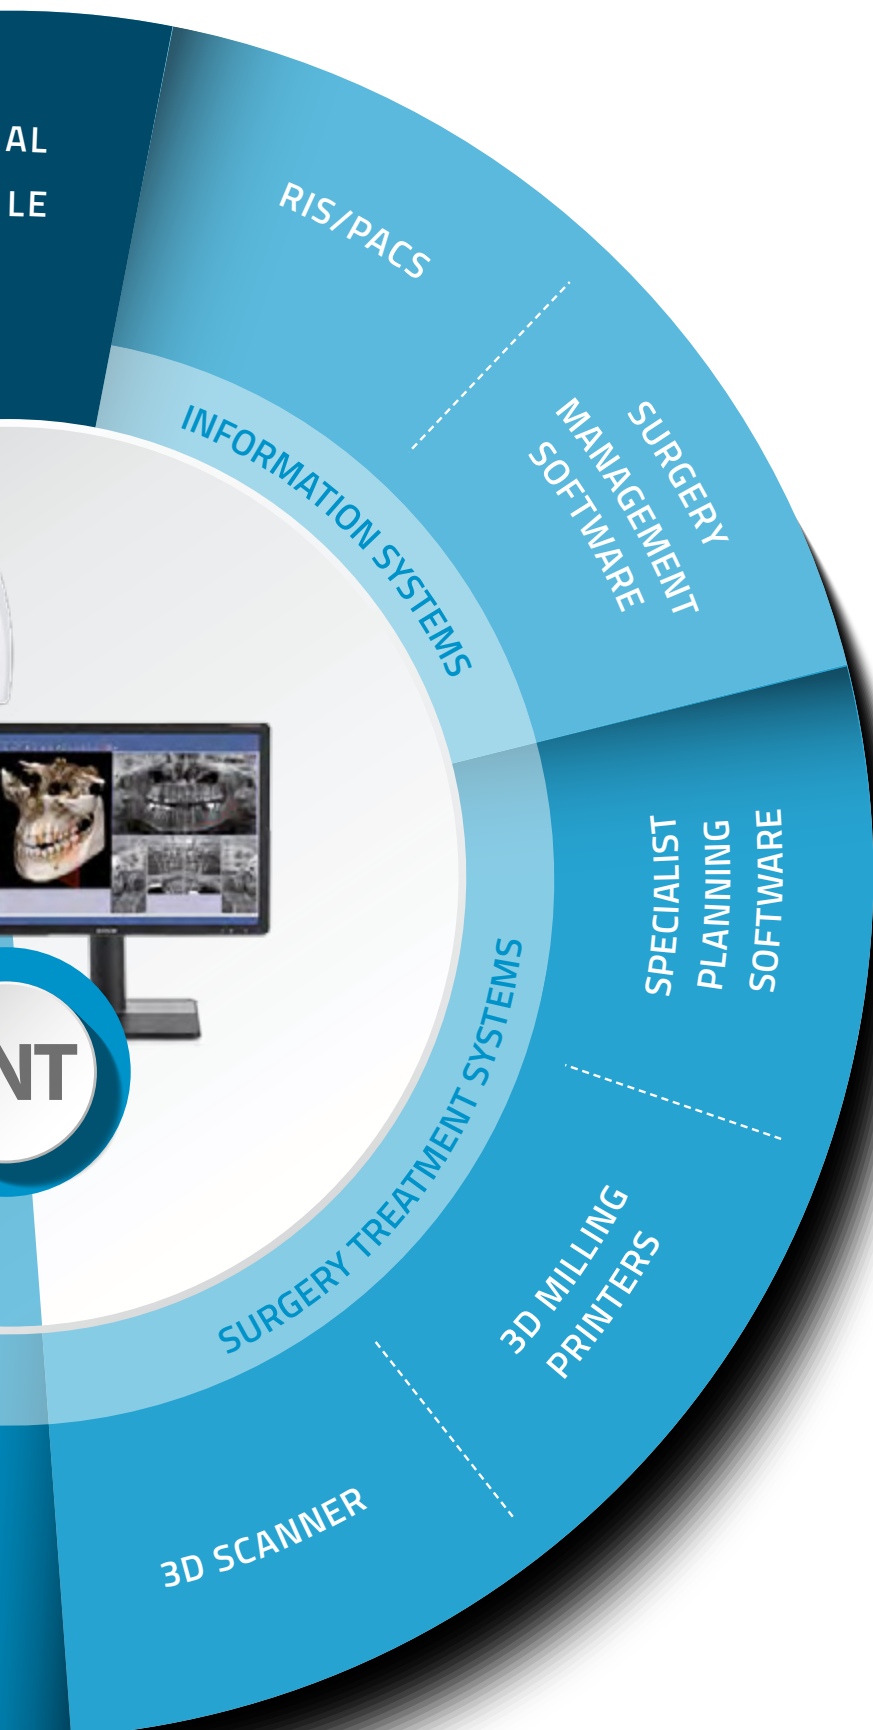 AL
LE
RIS/PACS
SURGERY
MANAGEMENT
SOFTWARE
INFORMATION SYSTEMS
SPECIALIST
PLANNING
SOFTWARE
SURGERY TREATMENT SYSTEMS
NT
3D MILLING
PRINTERS
3D SCANNER